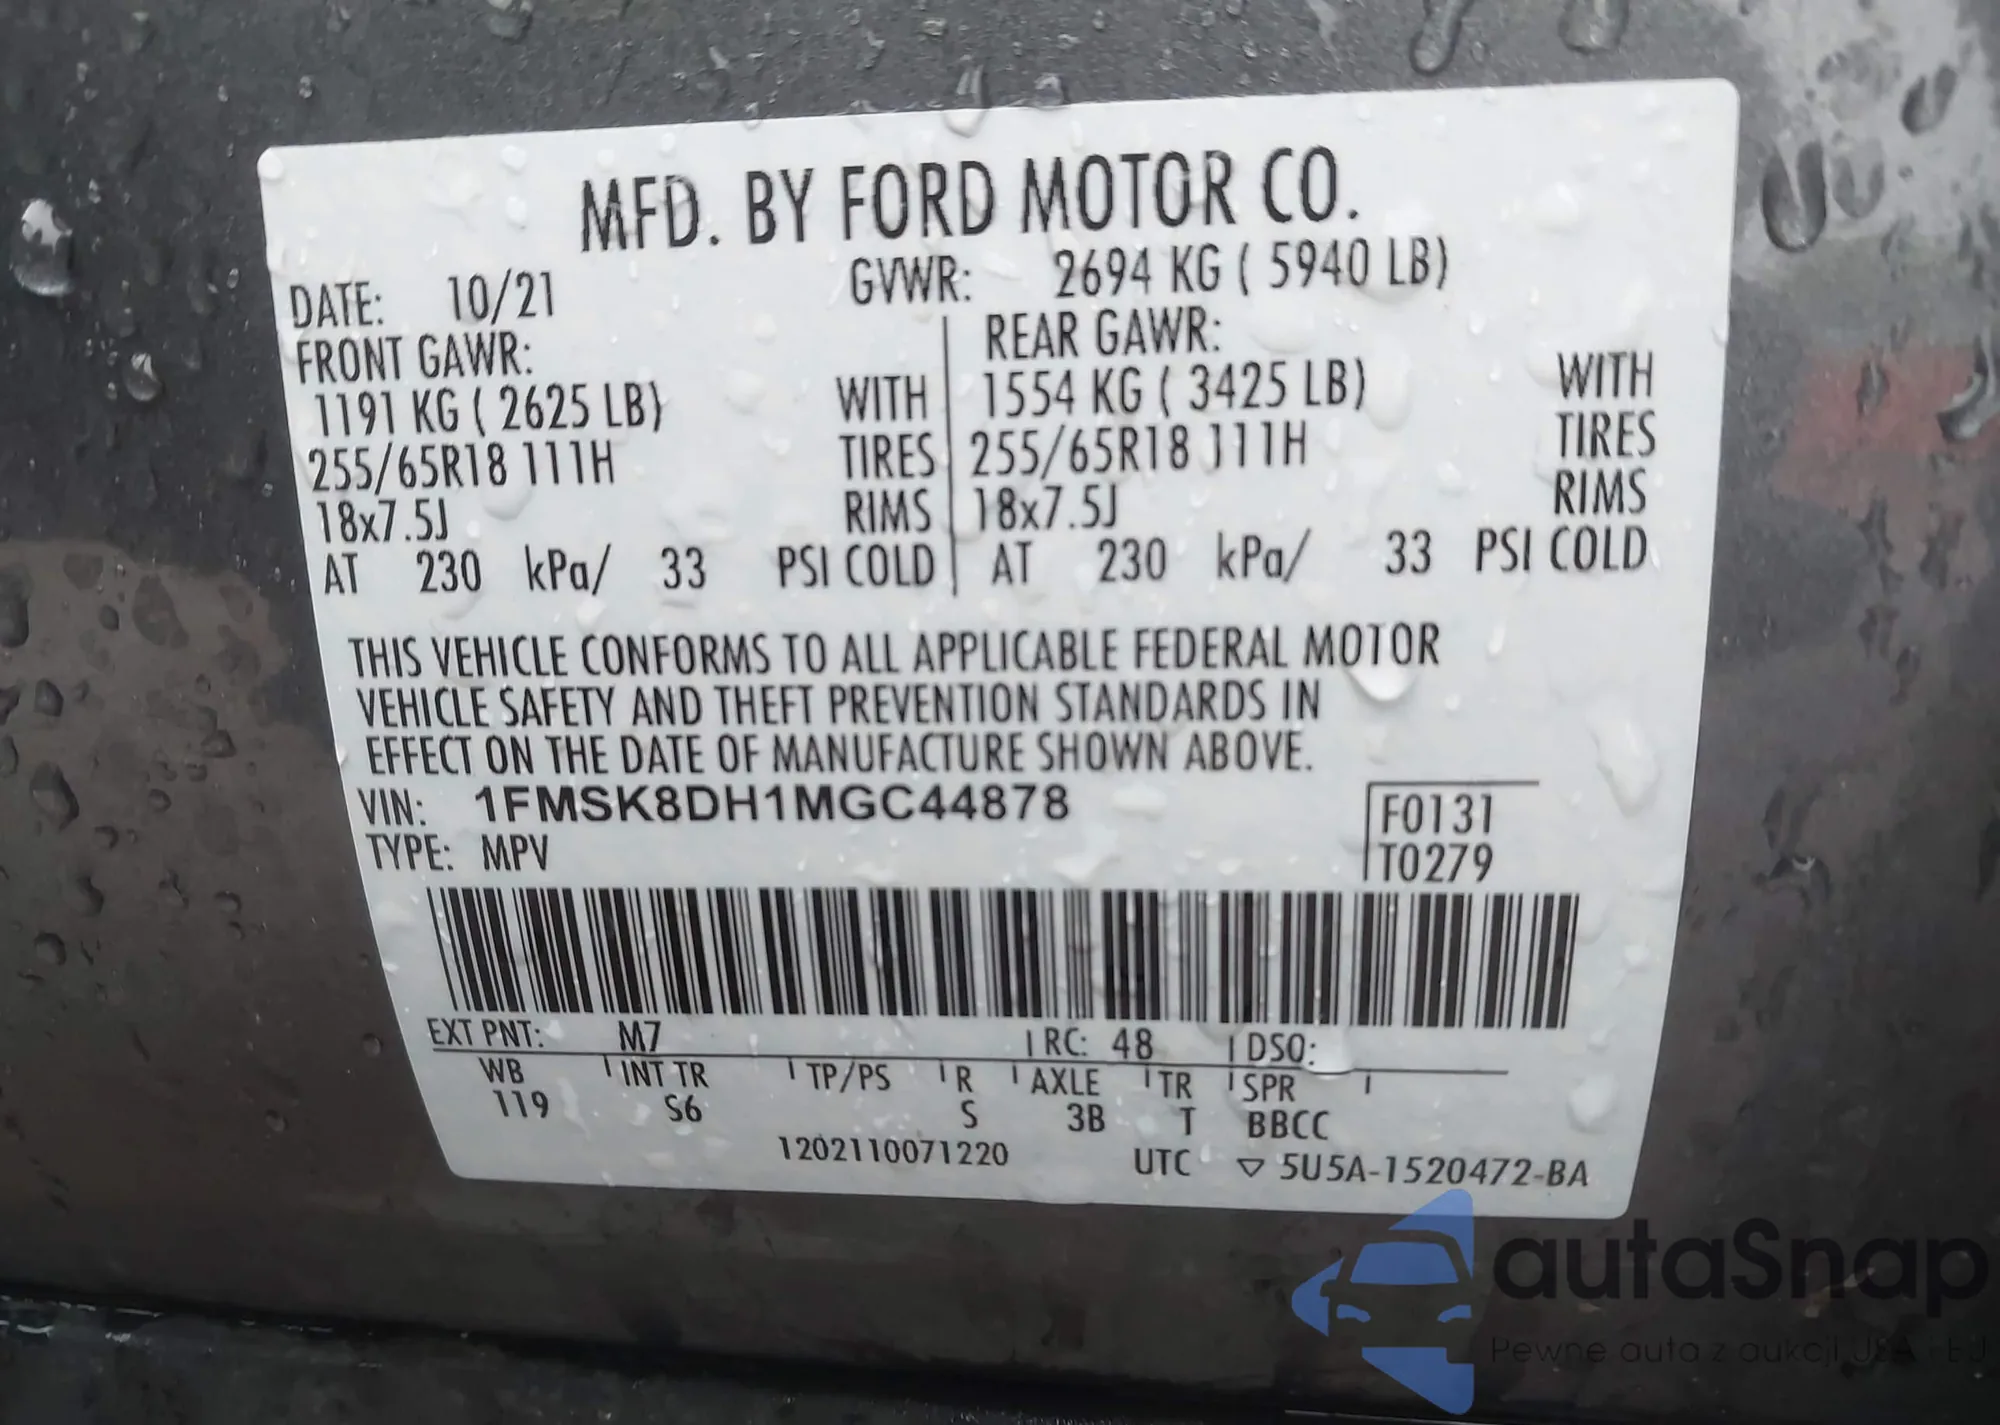 MFD. BY FORD MOTOR CO.
DATE: 10/21 GVWR: 2694 KG ( 5940 LB)
FRONT GAWR: REAR GAWR:
1191 KG ( 2625 LB) WITH 1554 KG ( 3425 LB) WITH
255/65R18 111H TIRES 255/65R18 111H TIRES
18x7.5J RIMS 18x7.5J RIMS
AT 230 kPa/ 33 PSI COLD AT 230 kPa/ 33 PSI COLD
THIS VEHICLE CONFORMS TO ALL APPLICABLE FEDERAL MOTOR
VEHICLE SAFETY AND THEFT PREVENTION STANDARDS IN
EFFECT ON THE DATE OF MANUFACTURE SHOWN ABOVE.
VIN: 1FMSK8DH1MGC44878 F0131
TYPE: MPV T0279
EXT PNT: M7 RC: 48 DSO:
WB INT TR TP/PS R AXLE TR SPR
119 S6 S 3B T BBCC
1202110071220 UTC ▽ 5U5A-1520472-BA
autaSnap
Pewne auta z aukcji USA i EU